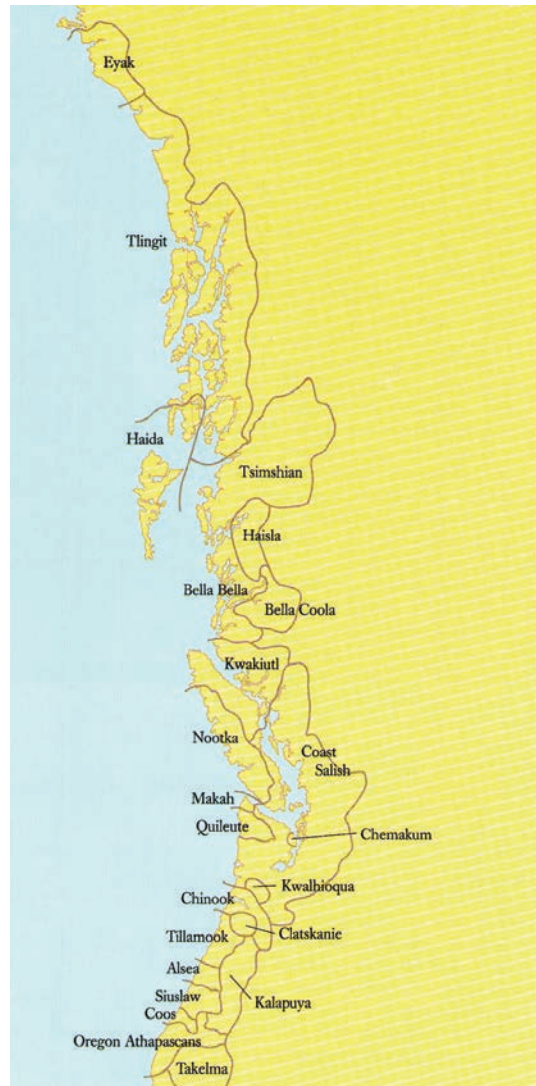 Eyak
Tlingit
Haida
Tsimshian
Haisla
Bella Bella
Bella Coola
Kwakiutl
Nootka
Coast
Salish
Makah
Quileute
Chemakum
Kwalhioqua
Chinook
Tillamook
Clatskanie
Alsea
Siuslaw
Kalapuya
Coos
Oregon Athapascans
Takelma